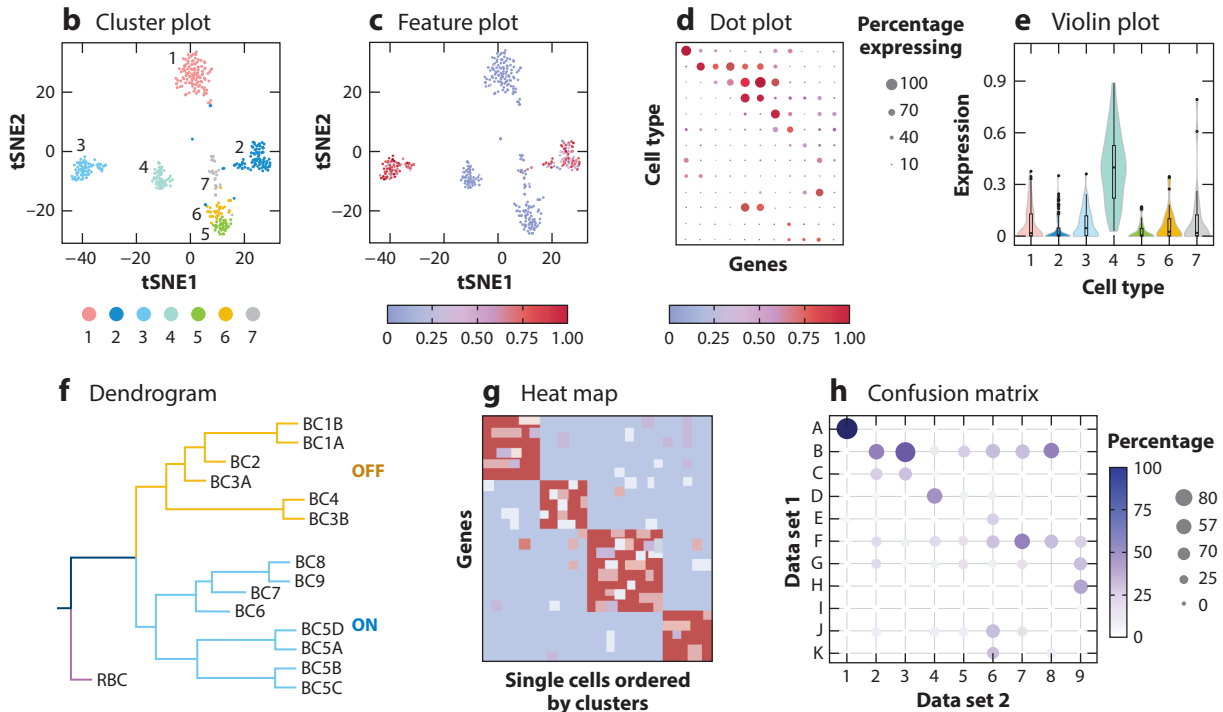 b Cluster plot
20
0
−20
tSNE2
−40 −20 0 20
tSNE1
1
2
3
4
7
6
5
1 2 3 4 5 6 7
c Feature plot
20
0
−20
tSNE2
−40 −20 0 20
tSNE1
0 0.25 0.75 1.00
d Dot plot
Cell type
Genes
Percentage
expressing
100
70
40
10
0 0.25 0.75 1.00
e Violin plot
0.9
0.6
0.3
0
Expression
1 2 3 4 5 6 7
Cell type
f Dendrogram
BC1B
BC1A
BC2
BC3A
OFF
BC4
BC3B
BC8
BC9
BC7
BC6
BC5D
ON
BC5A
BC5B
BC5C
RBC
g Heat map
Genes
Single cells ordered
by clusters
h Confusion matrix
A
B
C
D
E
F
G
H
I
J
K
Data set 1
1 2 3 4 5 6 7 8 9
Data set 2
Percentage
100
75
50
25
0
80
57
70
25
0